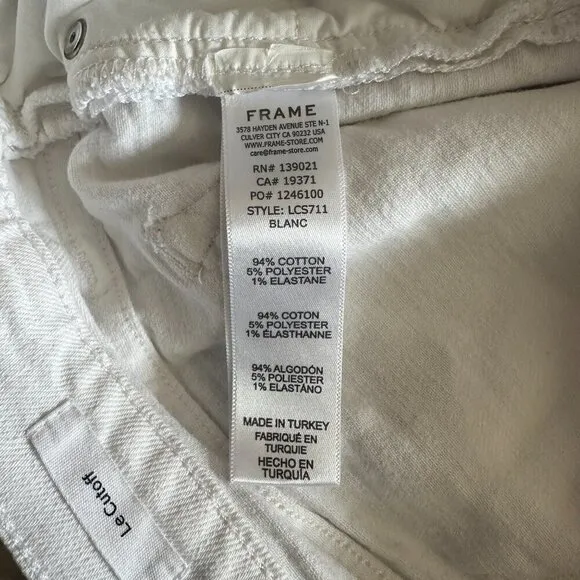 FRAME
3578 HAYDEN AVENUE STE N-1
CULVER CITY CA 90232 USA
WWW.FRAME-STORE.COM
care@frame-store.com
RN# 139021
CA# 19371
PO# 1246100
STYLE: LCS711
BLANC
94% COTTON
5% POLYESTER
1% ELASTANE
94% COTON
5% POLYESTER
1% ÉLASTHANNE
94% ALGODÓN
5% POLIESTER
1% ELASTANO
MADE IN TURKEY
FABRIQUÉ EN
TURQUIE
HECHO EN
TURQUÍA
Le Cutoff